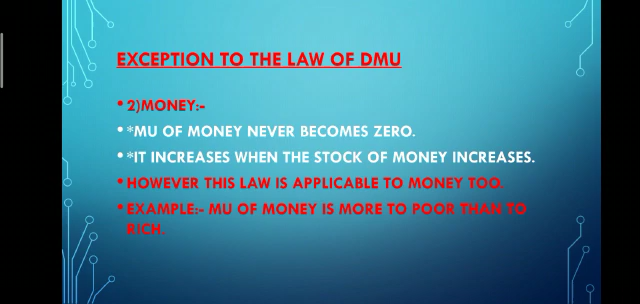 EXCEPTION TO THE LAW OF DMU
• 2)MONEY:-
• *MU OF MONEY NEVER BECOMES ZERO.
• *IT INCREASES WHEN THE STOCK OF MONEY INCREASES.
• HOWEVER THIS LAW IS APPLICABLE TO MONEY TOO.
• EXAMPLE:- MU OF MONEY IS MORE TO POOR THAN TO
RICH.